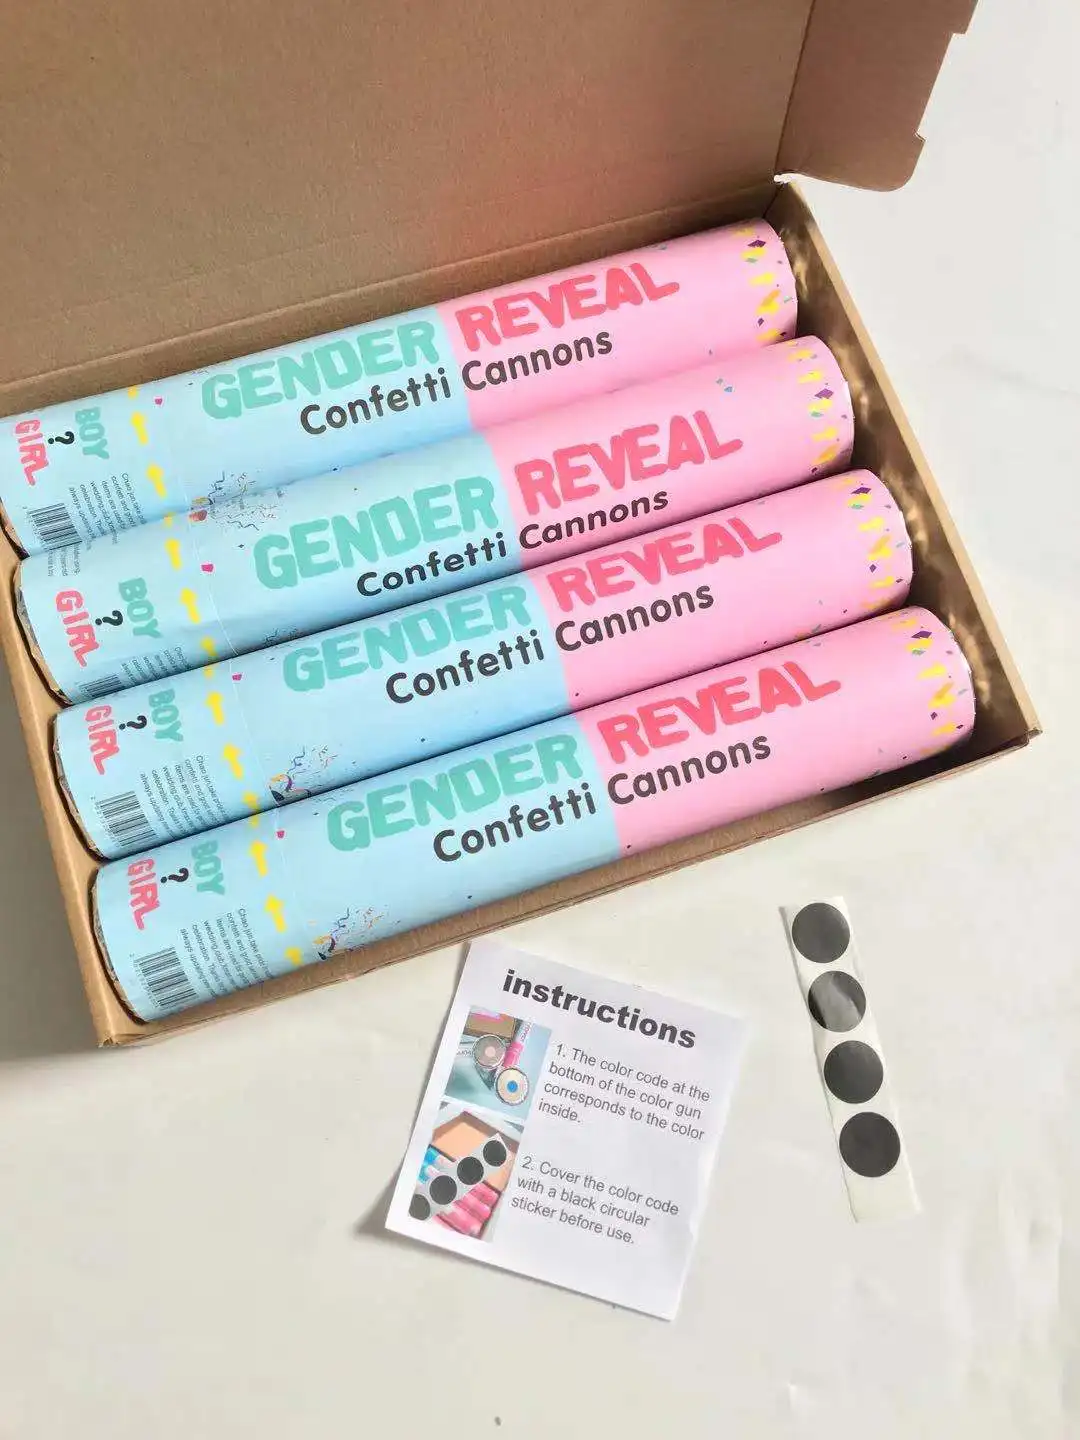 GENDER REVEAL
Confetti Cannons
BOY
?
GIRL
GENDER REVEAL
Confetti Cannons
BOY
?
GIRL
GENDER REVEAL
Confetti Cannons
BOY
?
GIRL
GENDER REVEAL
Confetti Cannons
BOY
?
GIRL
instructions
1. The color code at the
bottom of the color gun
corresponds to the color
inside.
2. Cover the color code
with a black circular
sticker before use.